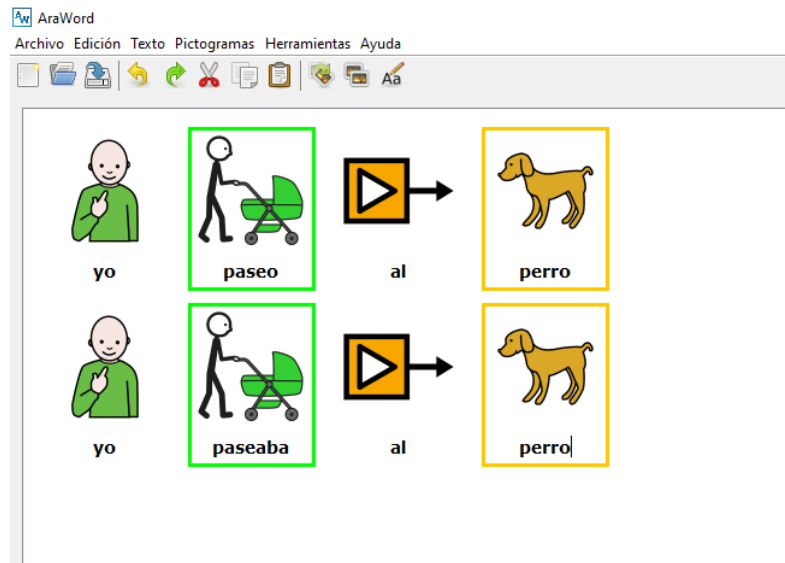 AraWord
Archivo Edición Texto Pictogramas Herramientas Ayuda
yo paseo al perro
yo paseaba al perro